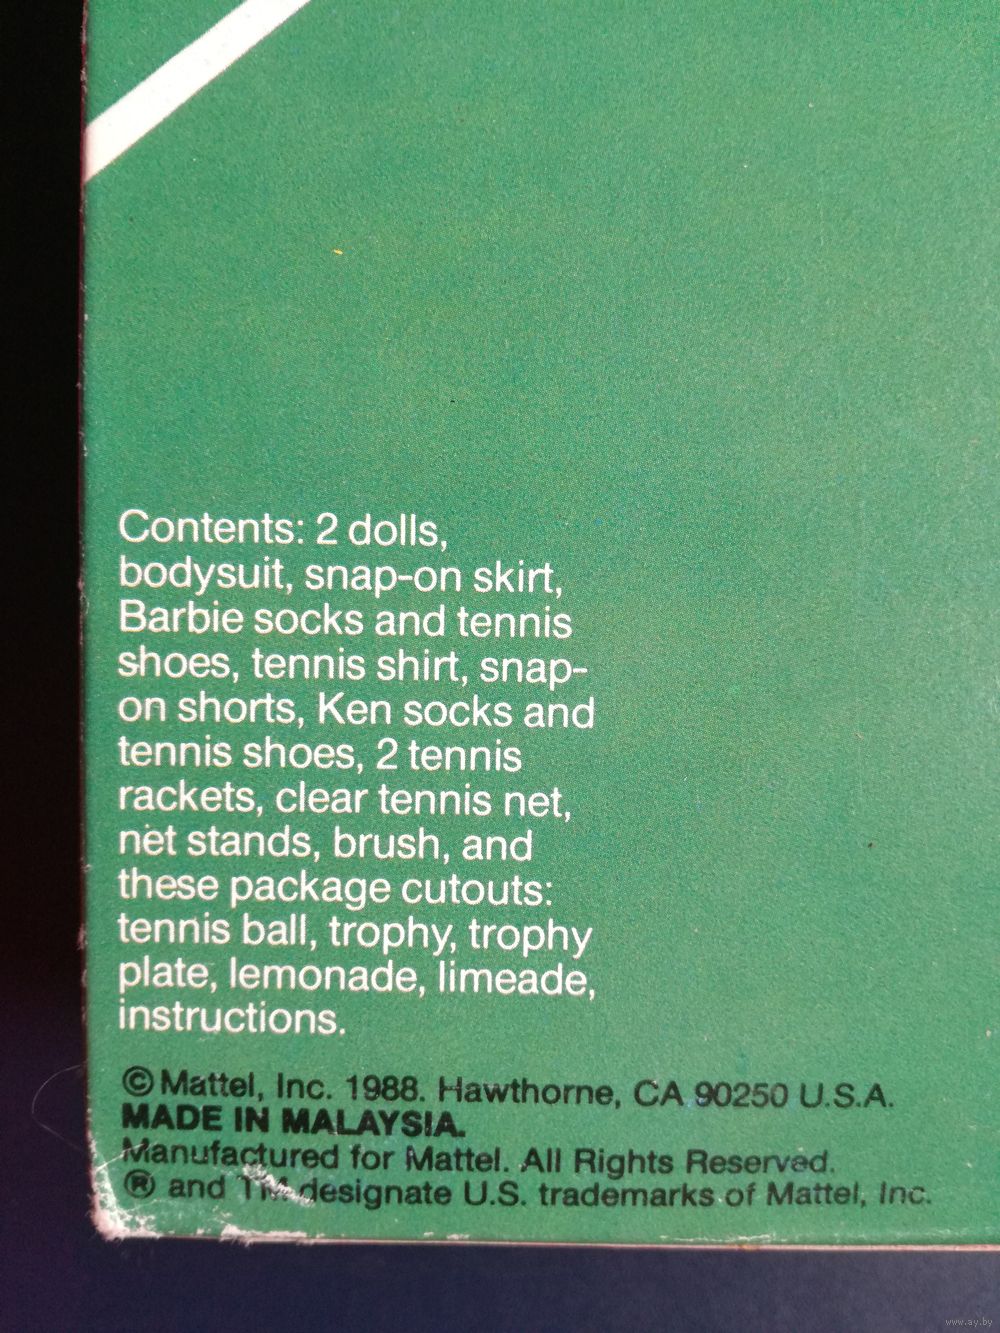 Contents: 2 dolls,
bodysuit, snap-on skirt,
Barbie socks and tennis
shoes, tennis shirt, snap-
on shorts, Ken socks and
tennis shoes, 2 tennis
rackets, clear tennis net,
net stands, brush, and
these package cutouts:
tennis ball, trophy, trophy
plate, lemonade, limeade,
instructions.
© Mattel, Inc. 1988. Hawthorne, CA 90250 U.S.A.
MADE IN MALAYSIA.
Manufactured for Mattel. All Rights Reserved.
® and TM designate U.S. trademarks of Mattel, Inc.
www.ay.by